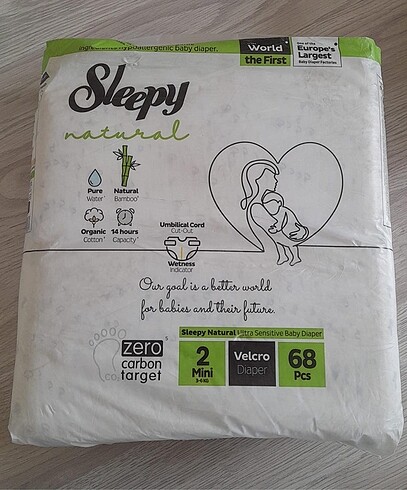 ingredients hypoallergenic baby diaper.
World
the First
One of the
Europe's
Largest
Baby Diaper Factories
Sleepy
natural
Pure
Water*
Natural
Bamboo*
Organic
Cotton*
14 hours
Capacity*
Umbilical Cord
Cut-Out
Wetness
Indicator
Our goal is a better world
for babies and their future.
Sleepy Natural Ultra Sensitive Baby Diaper
zero
carbon
target
CO2
2
Mini
3-6 KG
Velcro
Diaper
68
Pcs